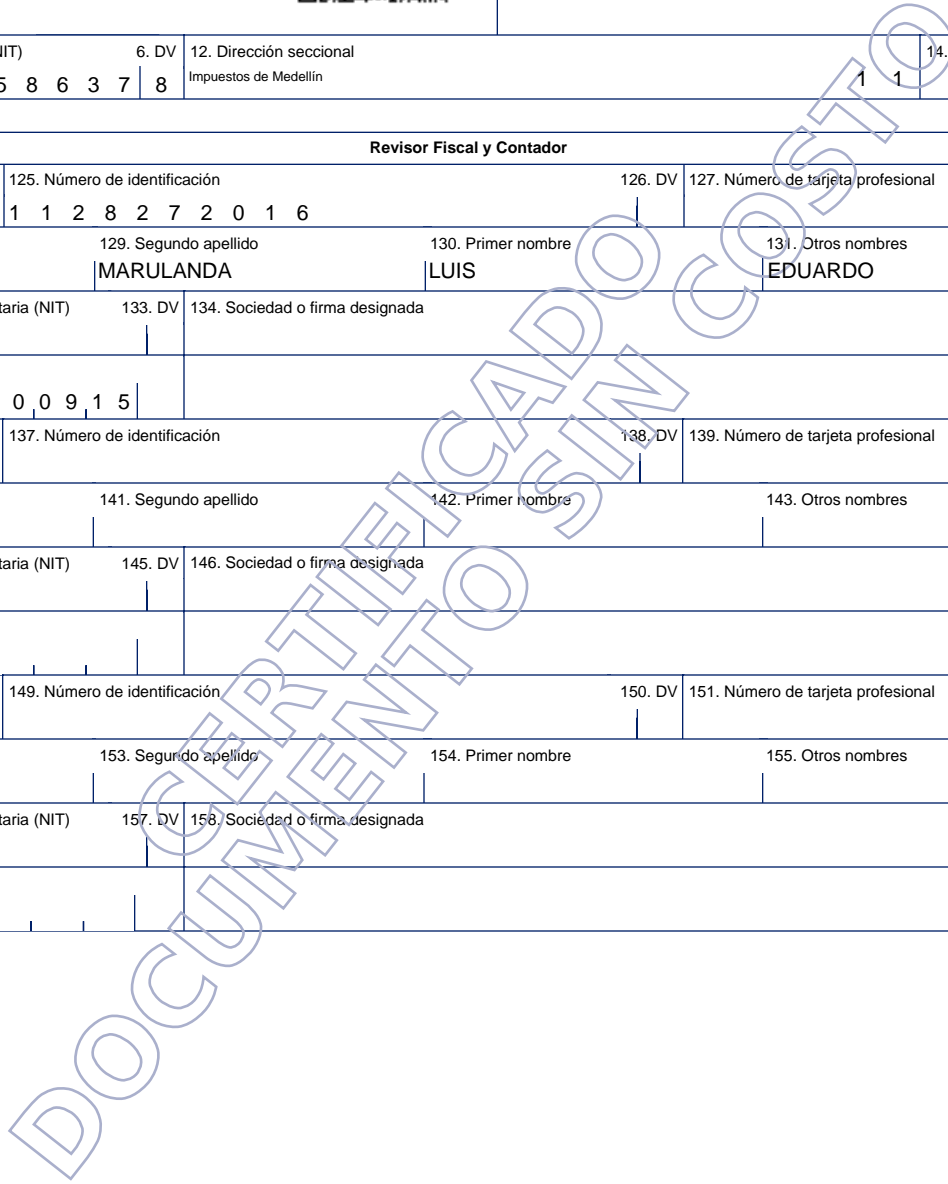 IT) 6. DV 12. Dirección seccional 14.
5 8 6 3 7 8 Impuestos de Medellín 1 1
Revisor Fiscal y Contador
125. Número de identificación 126. DV 127. Número de tarjeta profesional
1 1 2 8 2 7 2 0 1 6
129. Segundo apellido 130. Primer nombre 131. Otros nombres
MARULANDA LUIS EDUARDO
taria (NIT) 133. DV 134. Sociedad o firma designada
0 0 9 1 5
137. Número de identificación 138. DV 139. Número de tarjeta profesional
141. Segundo apellido 142. Primer nombre 143. Otros nombres
taria (NIT) 145. DV 146. Sociedad o firma designada
149. Número de identificación 150. DV 151. Número de tarjeta profesional
153. Segundo apellido 154. Primer nombre 155. Otros nombres
taria (NIT) 157. DV 158. Sociedad o firma designada
CERTIFICADO
DOCUMENTO SIN COSTO